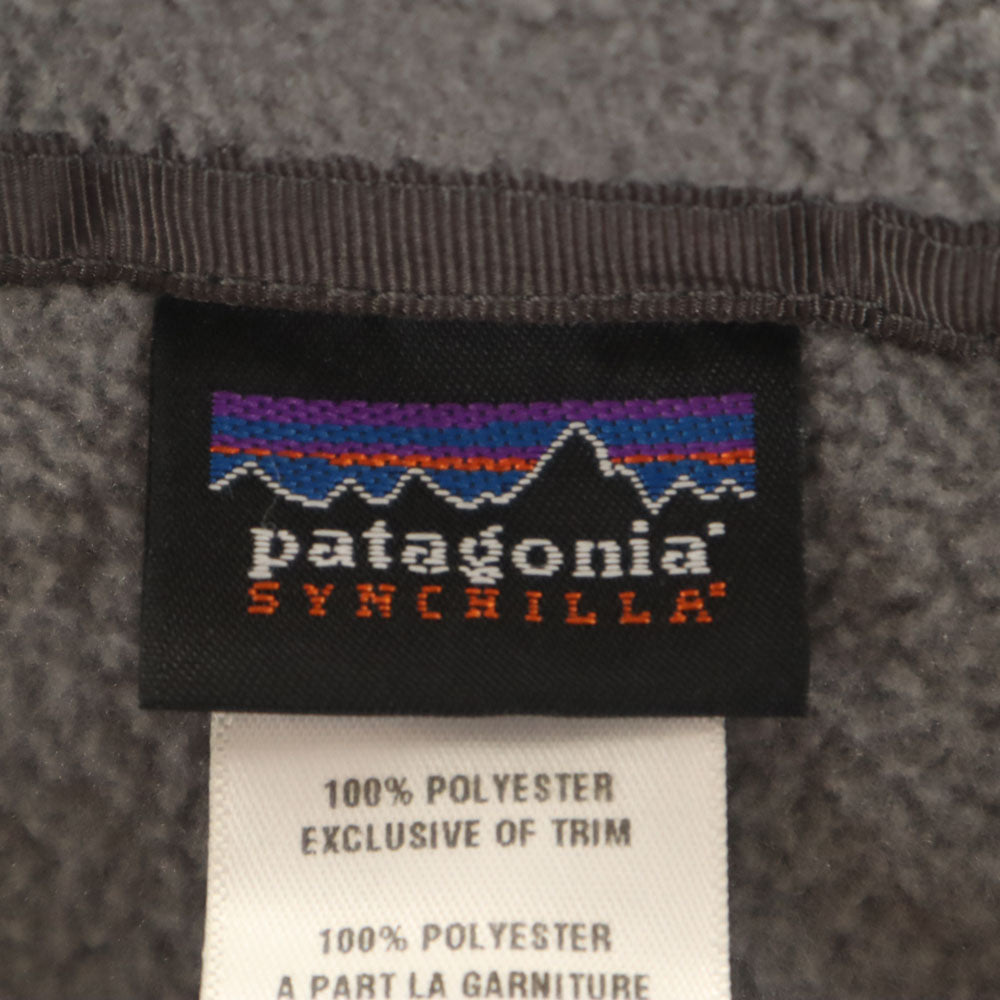 patagonia®
SYNCHILLA®
100% POLYESTER
EXCLUSIVE OF TRIM
100% POLYESTER
A PART LA GARNITURE